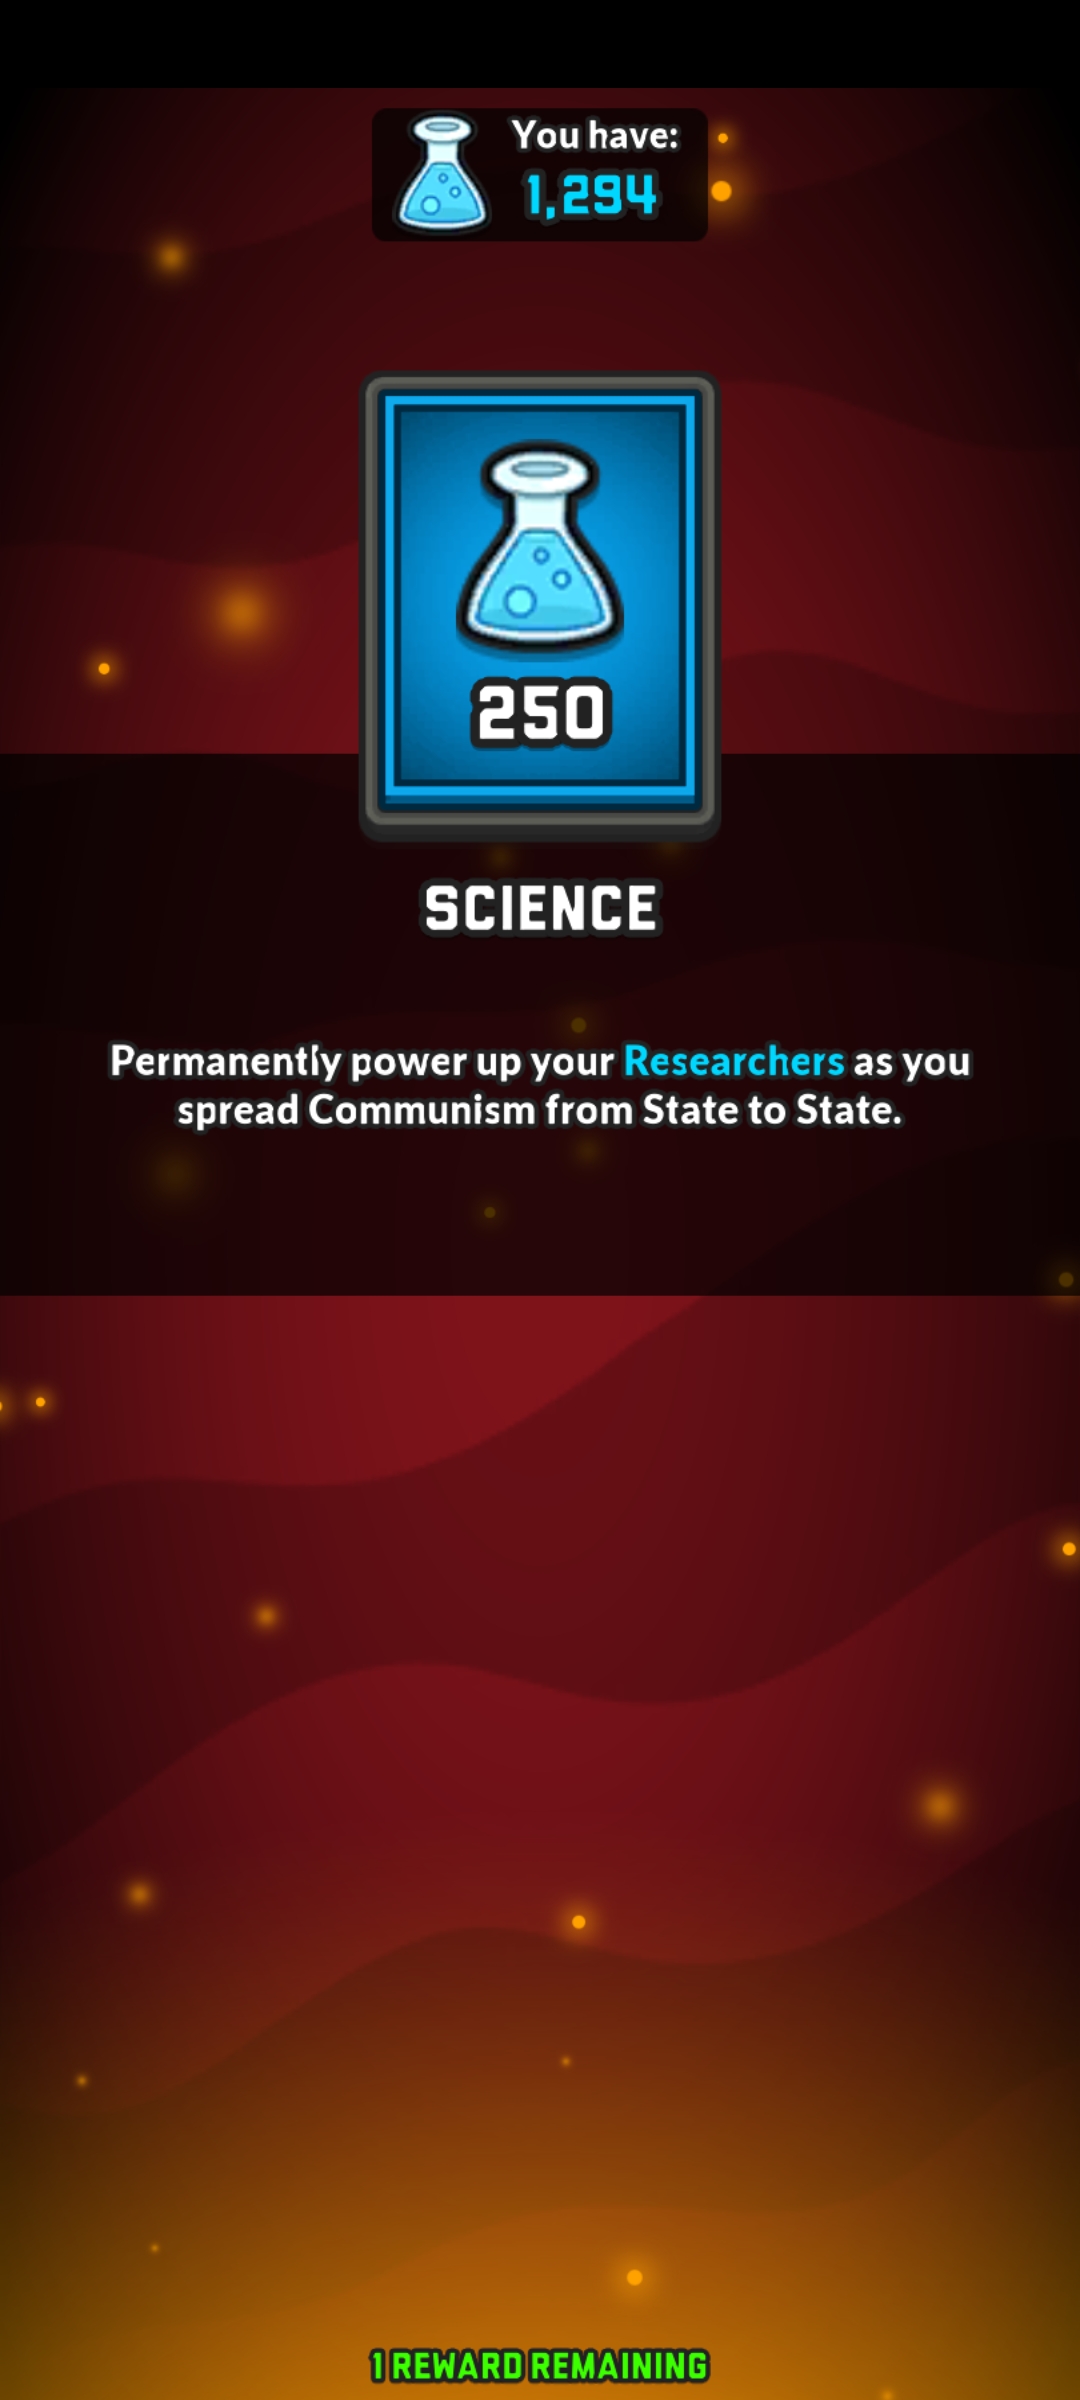 You have:
1,294
250
SCIENCE
Permanently power up your Researchers as you
spread Communism from State to State.
1 REWARD REMAINING